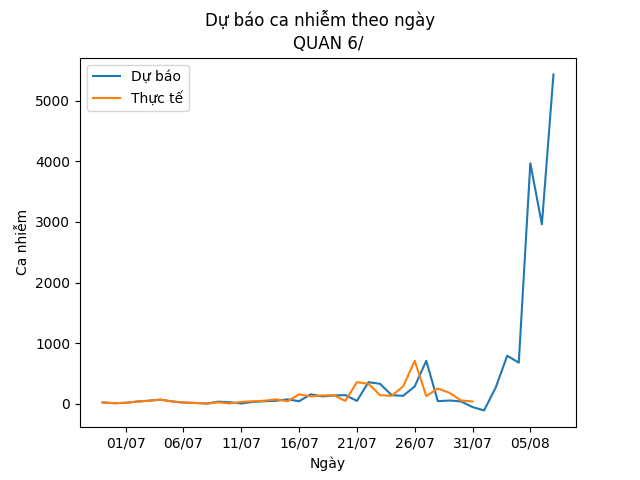 Dự báo ca nhiễm theo ngày
QUAN 6/
Dự báo
Thực tế
Ca nhiễm
5000
4000
3000
2000
1000
0
01/07 06/07 11/07 16/07 21/07 26/07 31/07 05/08
Ngày